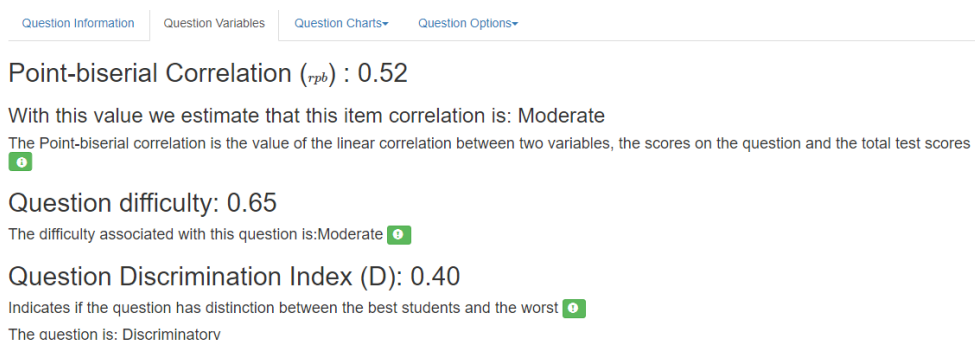 Question Information Question Variables Question Charts Question Options
Point-biserial Correlation (rpb) : 0.52
With this value we estimate that this item correlation is: Moderate
The Point-biserial correlation is the value of the linear correlation between two variables, the scores on the question and the total test scores
Question difficulty: 0.65
The difficulty associated with this question is:Moderate
Question Discrimination Index (D): 0.40
Indicates if the question has distinction between the best students and the worst
The question is: Discriminatory